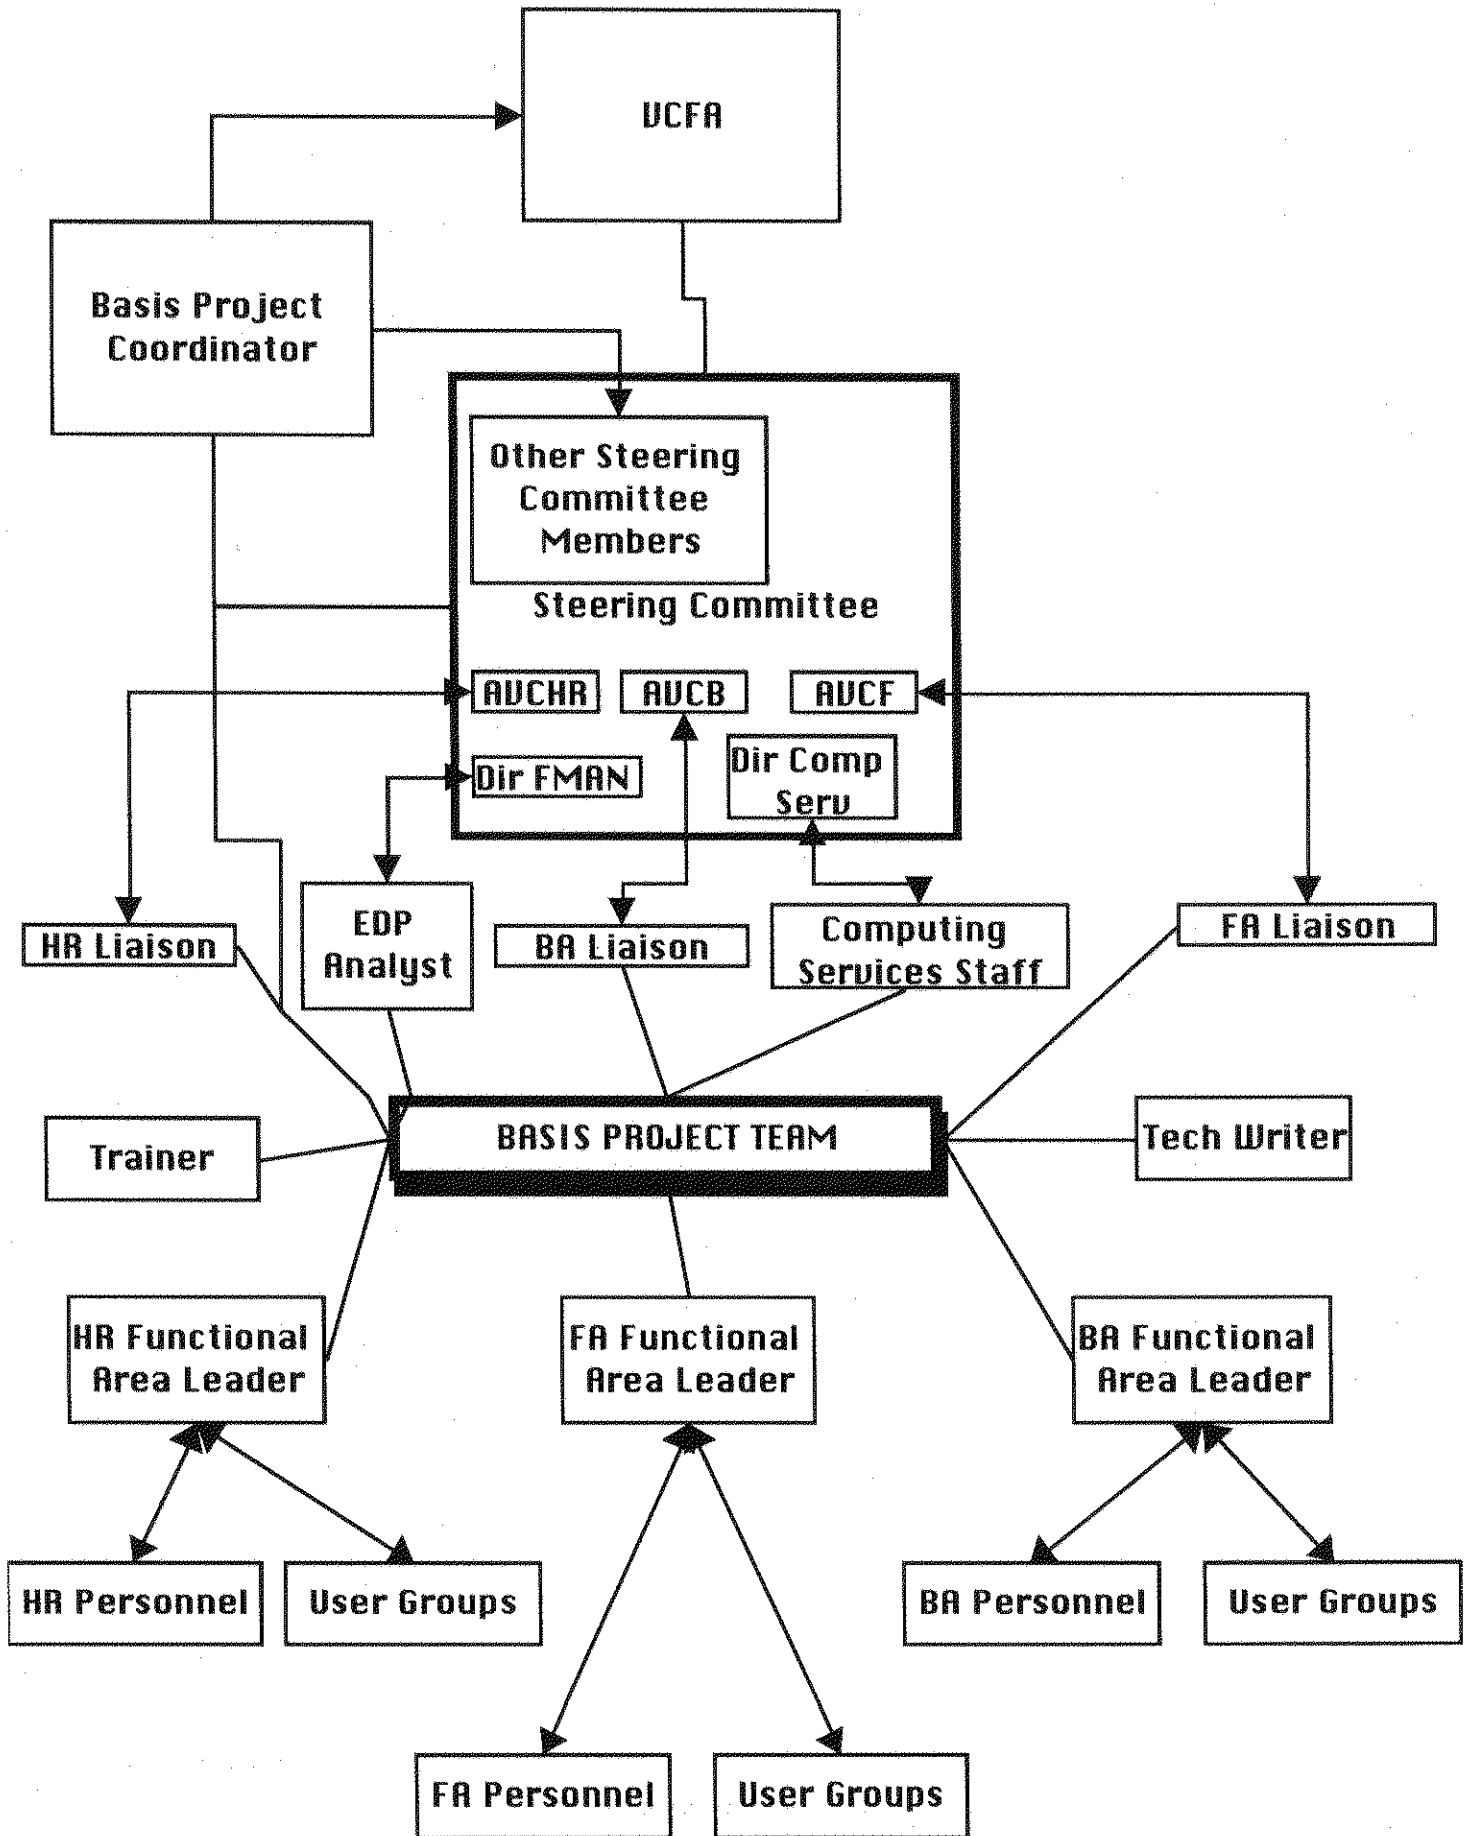 VCFA
Basis Project
Coordinator
Other Steering
Committee
Members
Steering Committee
AVCHR
AVCB
AVCF
Dir FMAN
Dir Comp
Serv
HR Liaison
EDP
Analyst
BA Liaison
Computing
Services Staff
FA Liaison
Trainer
BASIS PROJECT TEAM
Tech Writer
HR Functional
Area Leader
FA Functional
Area Leader
BA Functional
Area Leader
HR Personnel
User Groups
BA Personnel
User Groups
FA Personnel
User Groups